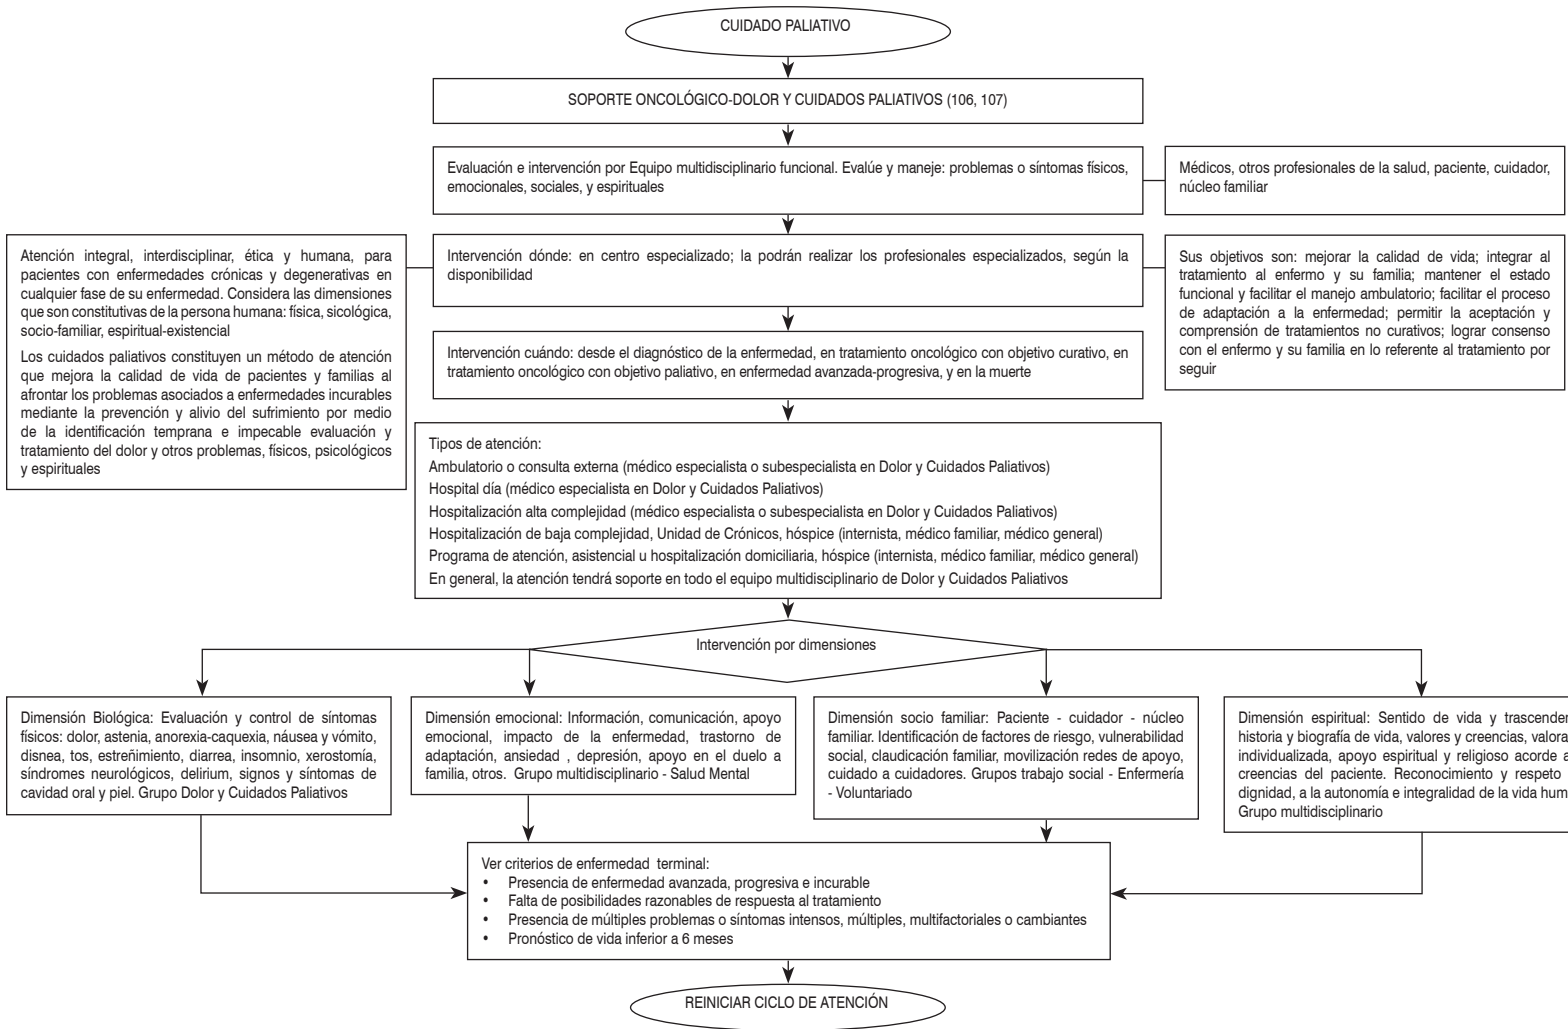 CUIDADO PALIATIVO
SOPORTE ONCOLÓGICO-DOLOR Y CUIDADOS PALIATIVOS (106, 107)
Evaluación e intervención por Equipo multidisciplinario funcional. Evalúe y maneje: problemas o síntomas físicos,
emocionales, sociales, y espirituales
Médicos, otros profesionales de la salud, paciente, cuidador,
núcleo familiar
Atención integral, interdisciplinar, ética y humana, para
pacientes con enfermedades crónicas y degenerativas en
cualquier fase de su enfermedad. Considera las dimensiones
que son constitutivas de la persona humana: física, sicológica,
socio-familiar, espiritual-existencial
Los cuidados paliativos constituyen un método de atención
que mejora la calidad de vida de pacientes y familias al
afrontar los problemas asociados a enfermedades incurables
mediante la prevención y alivio del sufrimiento por medio
de la identificación temprana e impecable evaluación y
tratamiento del dolor y otros problemas, físicos, psicológicos
y espirituales
Intervención dónde: en centro especializado; la podrán realizar los profesionales especializados, según la
disponibilidad
Sus objetivos son: mejorar la calidad de vida; integrar al
tratamiento al enfermo y su familia; mantener el estado
funcional y facilitar el manejo ambulatorio; facilitar el proceso
de adaptación a la enfermedad; permitir la aceptación y
comprensión de tratamientos no curativos; lograr consenso
con el enfermo y su familia en lo referente al tratamiento por
seguir
Intervención cuándo: desde el diagnóstico de la enfermedad, en tratamiento oncológico con objetivo curativo, en
tratamiento oncológico con objetivo paliativo, en enfermedad avanzada-progresiva, y en la muerte
Tipos de atención:
Ambulatorio o consulta externa (médico especialista o subespecialista en Dolor y Cuidados Paliativos)
Hospital día (médico especialista en Dolor y Cuidados Paliativos)
Hospitalización alta complejidad (médico especialista o subespecialista en Dolor y Cuidados Paliativos)
Hospitalización de baja complejidad, Unidad de Crónicos, hóspice (internista, médico familiar, médico general)
Programa de atención, asistencial u hospitalización domiciliaria, hóspice (internista, médico familiar, médico general)
En general, la atención tendrá soporte en todo el equipo multidisciplinario de Dolor y Cuidados Paliativos
Intervención por dimensiones
Dimensión Biológica: Evaluación y control de síntomas
físicos: dolor, astenia, anorexia-caquexia, náusea y vómito,
disnea, tos, estreñimiento, diarrea, insomnio, xerostomía,
síndromes neurológicos, delirium, signos y síntomas de
cavidad oral y piel. Grupo Dolor y Cuidados Paliativos
Dimensión emocional: Información, comunicación, apoyo
emocional, impacto de la enfermedad, trastorno de
adaptación, ansiedad , depresión, apoyo en el duelo a
familia, otros. Grupo multidisciplinario - Salud Mental
Dimensión socio familiar: Paciente - cuidador - núcleo
familiar. Identificación de factores de riesgo, vulnerabilidad
social, claudicación familiar, movilización redes de apoyo,
cuidado a cuidadores. Grupos trabajo social - Enfermería
- Voluntariado
Dimensión espiritual: Sentido de vida y
historia y biografía de vida, valores y creencias,
individualizada, apoyo espiritual y religioso acorde
creencias del paciente. Reconocimiento y respeto
dignidad, a la autonomía e integralidad de la vida
Grupo multidisciplinario
Ver criterios de enfermedad terminal:
• Presencia de enfermedad avanzada, progresiva e incurable
• Falta de posibilidades razonables de respuesta al tratamiento
• Presencia de múltiples problemas o síntomas intensos, múltiples, multifactoriales o cambiantes
• Pronóstico de vida inferior a 6 meses
REINICIAR CICLO DE ATENCIÓN